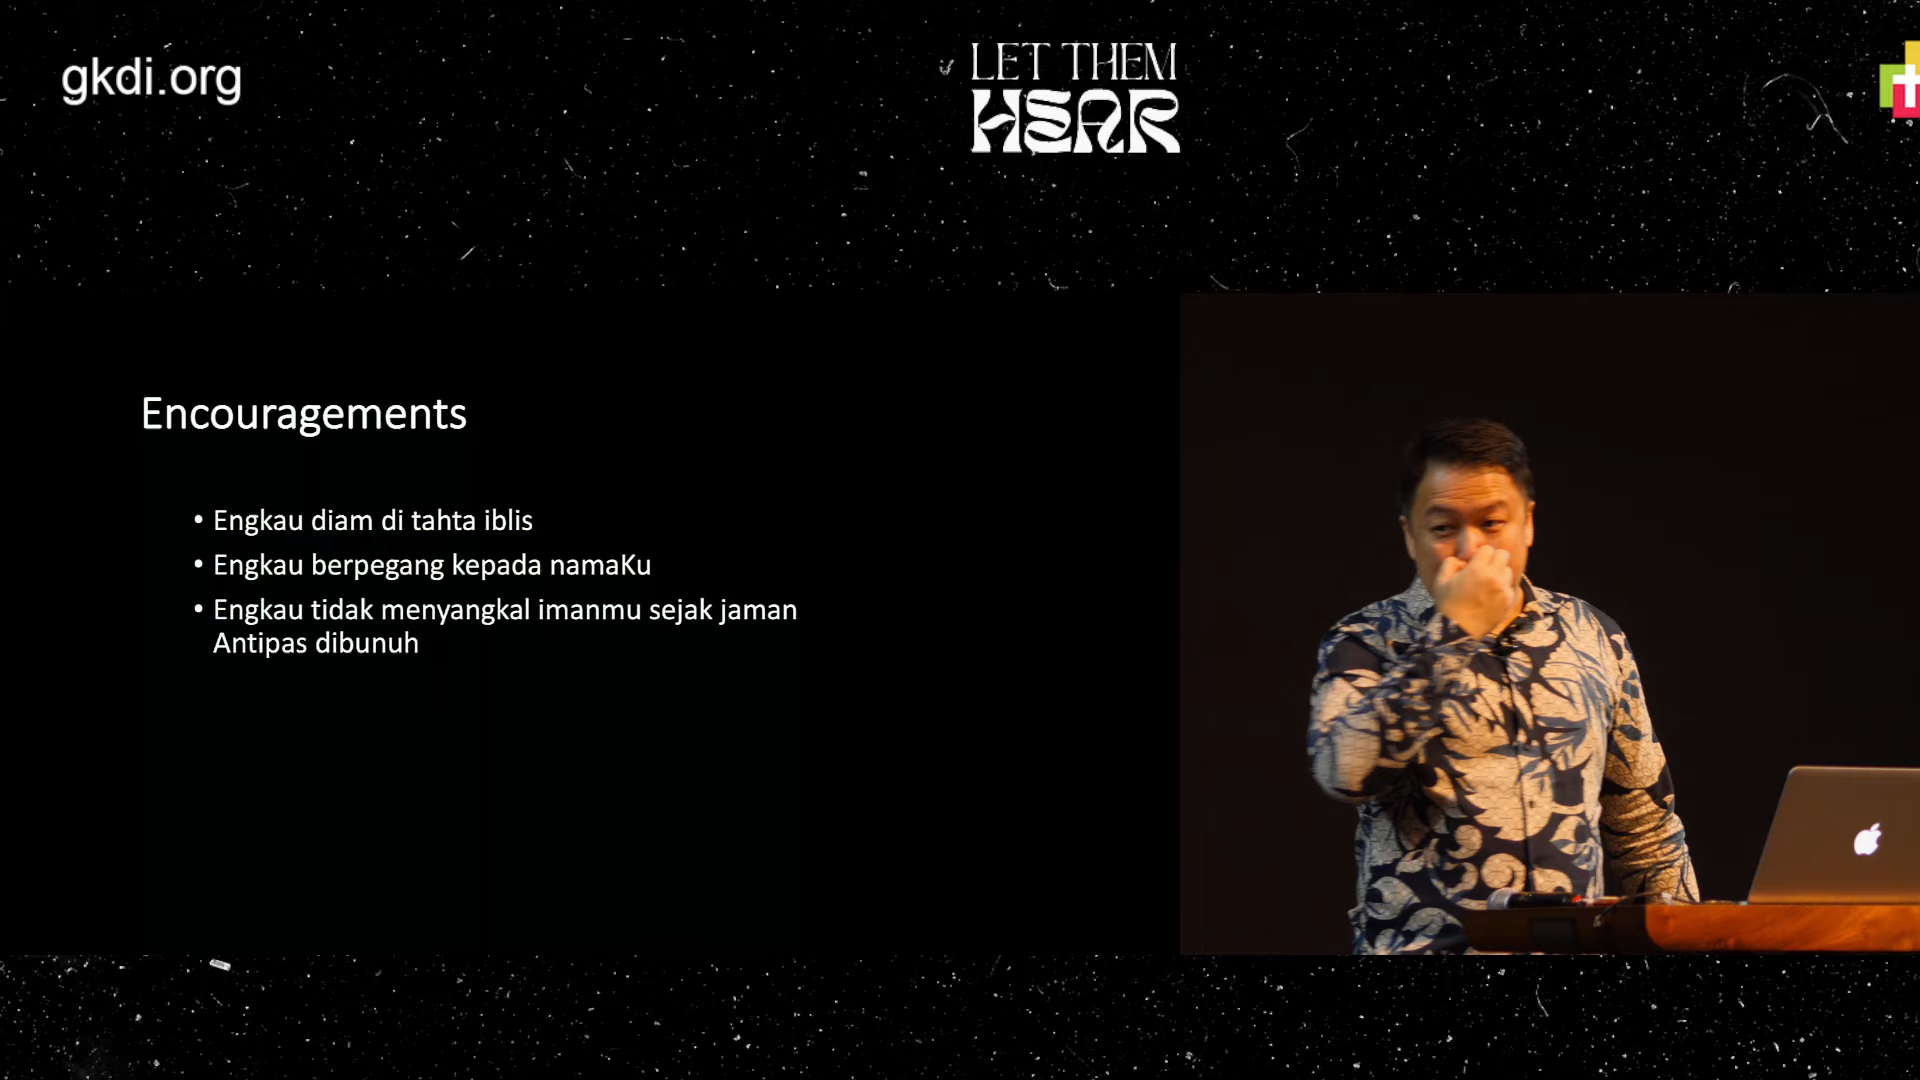 gkdi.org
LET THEM
HEAR
Encouragements
• Engkau diam di tahta iblis
• Engkau berpegang kepada namaKu
• Engkau tidak menyangkal imanmu sejak jaman
Antipas dibunuh